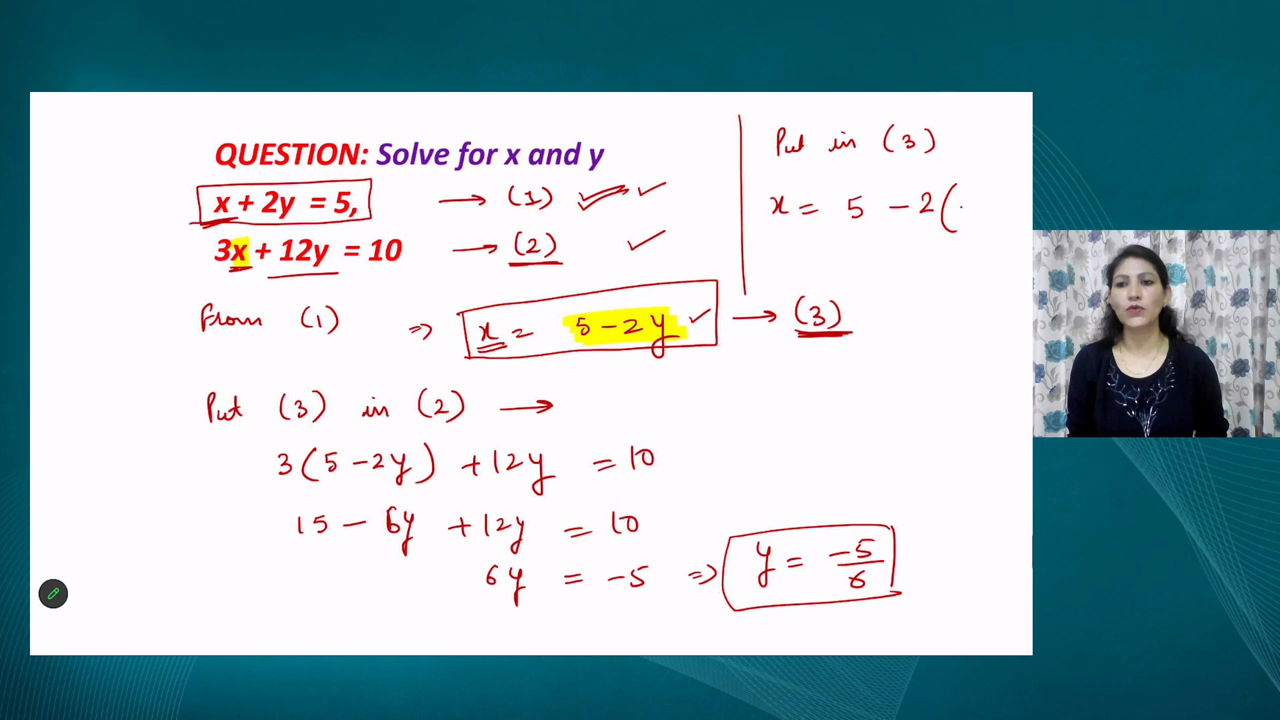 QUESTION: Solve for x and y
x + 2y = 5, → (1)
3x + 12y = 10 → (2)
From (1) ⇒ x = 5 - 2y → (3)
Put (3) in (2) →
3(5 - 2y) + 12y = 10
15 - 6y + 12y = 10
6y = -5 ⇒ y = -5/6
Put in (3)
x = 5 - 2(